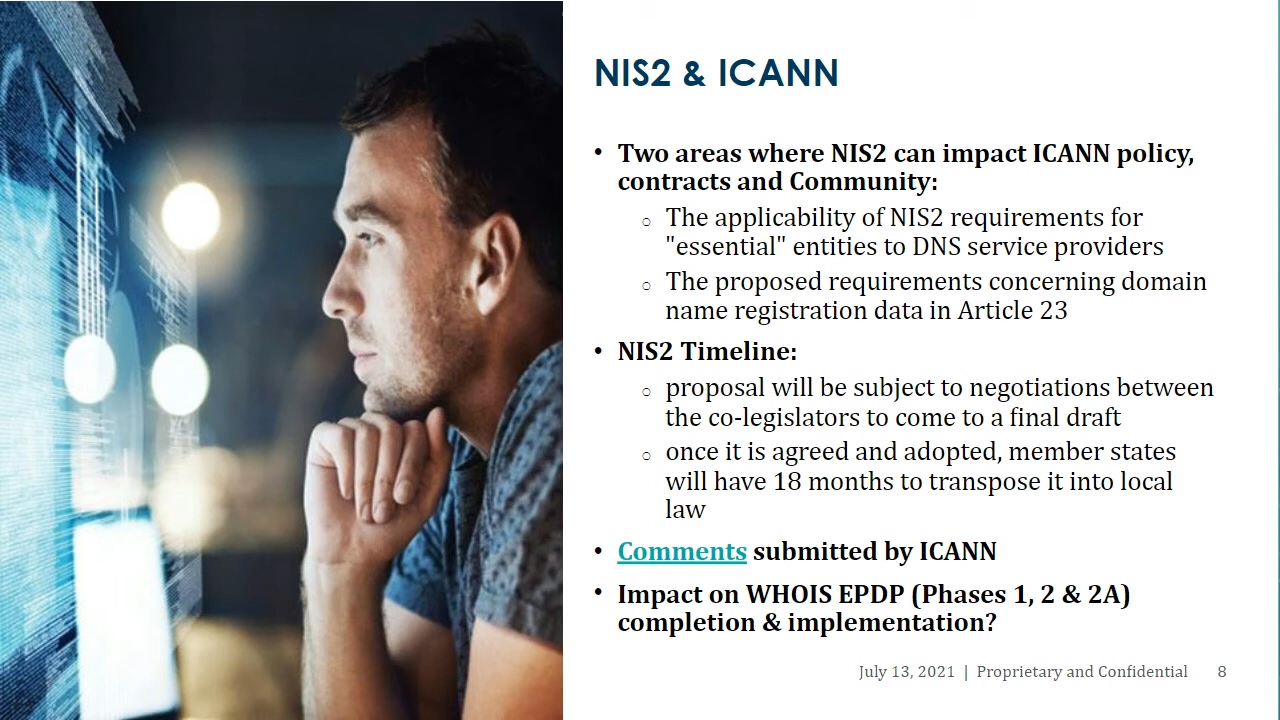 NIS2 & ICANN
• Two areas where NIS2 can impact ICANN policy,
contracts and Community:
○ The applicability of NIS2 requirements for
"essential" entities to DNS service providers
○ The proposed requirements concerning domain
name registration data in Article 23
• NIS2 Timeline:
○ proposal will be subject to negotiations between
the co-legislators to come to a final draft
○ once it is agreed and adopted, member states
will have 18 months to transpose it into local
law
• Comments submitted by ICANN
• Impact on WHOIS EPDP (Phases 1, 2 & 2A)
completion & implementation?
July 13, 2021 | Proprietary and Confidential 8